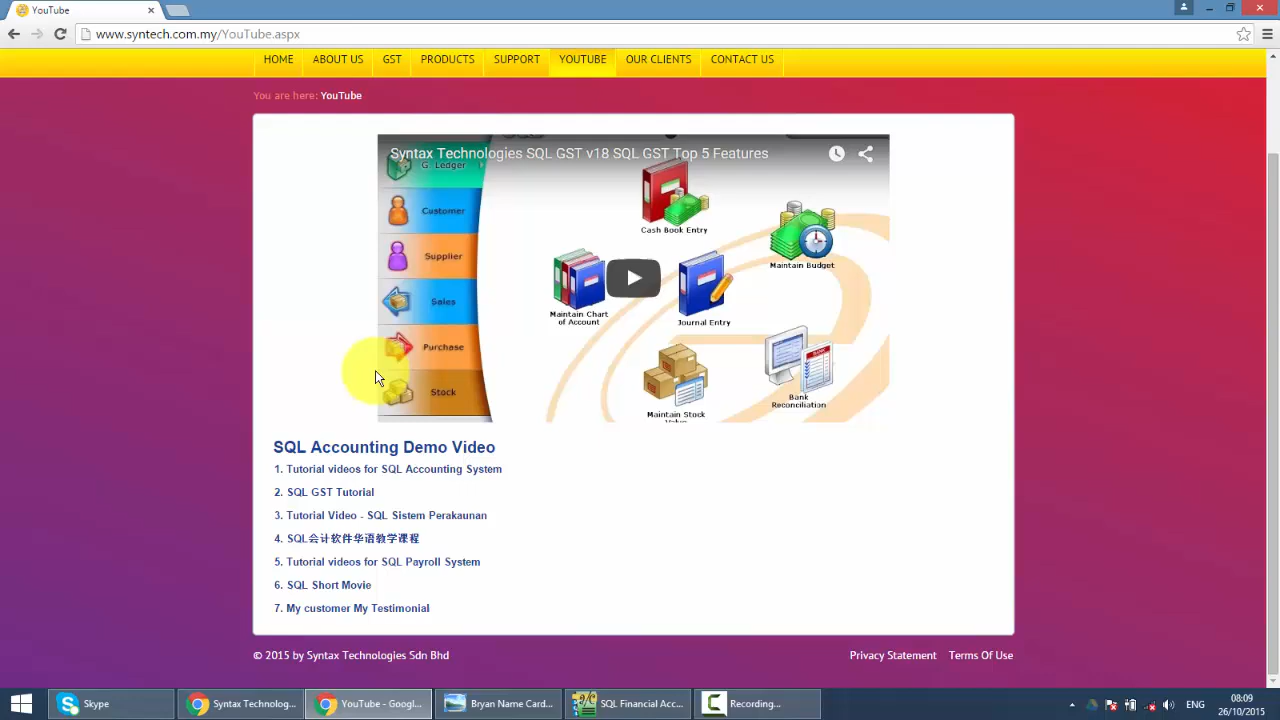 YouTube
www.syntech.com.my/YouTube.aspx
HOME
ABOUT US
GST
PRODUCTS
SUPPORT
YOUTUBE
OUR CLIENTS
CONTACT US
You are here: YouTube
Syntax Technologies SQL GST v18 SQL GST Top 5 Features
G. Ledger
Customer
Supplier
Sales
Purchase
Stock
Cash Book Entry
Maintain Budget
Maintain Chart
of Account
Journal Entry
Maintain Stock
Value
Bank
Reconciliation
SQL Accounting Demo Video
1. Tutorial videos for SQL Accounting System
2. SQL GST Tutorial
3. Tutorial Video - SQL Sistem Perakaunan
4. SQL会计软件华语教学课程
5. Tutorial videos for SQL Payroll System
6. SQL Short Movie
7. My customer My Testimonial
© 2015 by Syntax Technologies Sdn Bhd
Privacy Statement
Terms Of Use
Skype
Syntax Technolog...
YouTube - Googl...
Bryan Name Card...
SQL Financial Acc...
Recording...
ENG
08:09
26/10/2015